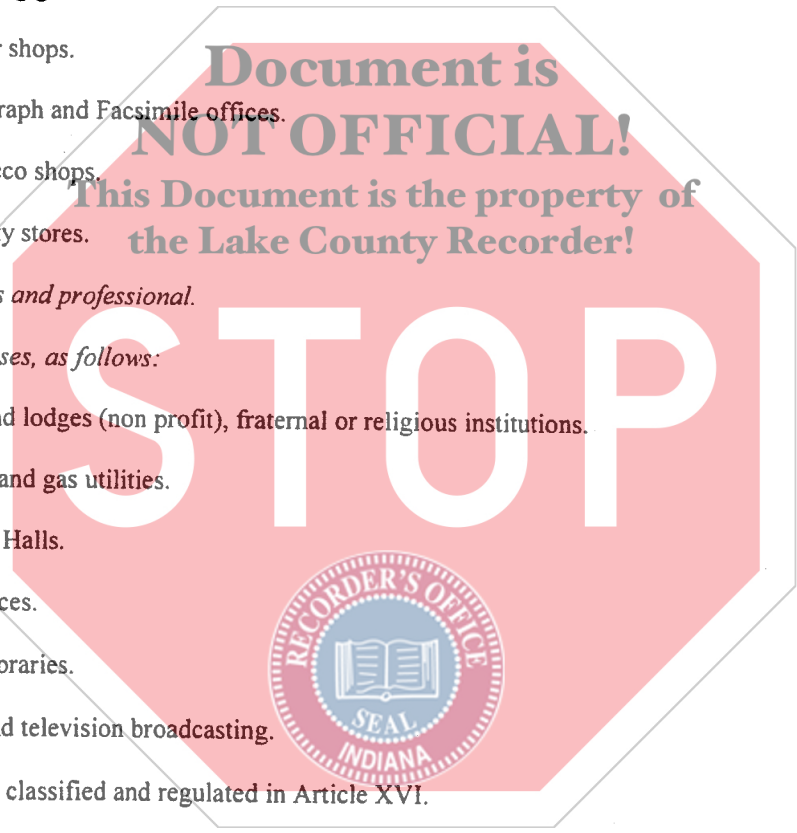 shops.
Document is
raph and Facsimile offices.
NOT OFFICIAL!
co shops.
This Document is the property of
y stores.
the Lake County Recorder!
s and professional.
ses, as follows:
STOP
d lodges (non profit), fraternal or religious institutions.
and gas utilities.
Halls.
RECORDER'S OFFICE
ces.
oraries.
SEAL
d television broadcasting.
INDIANA
classified and regulated in Article XVI.